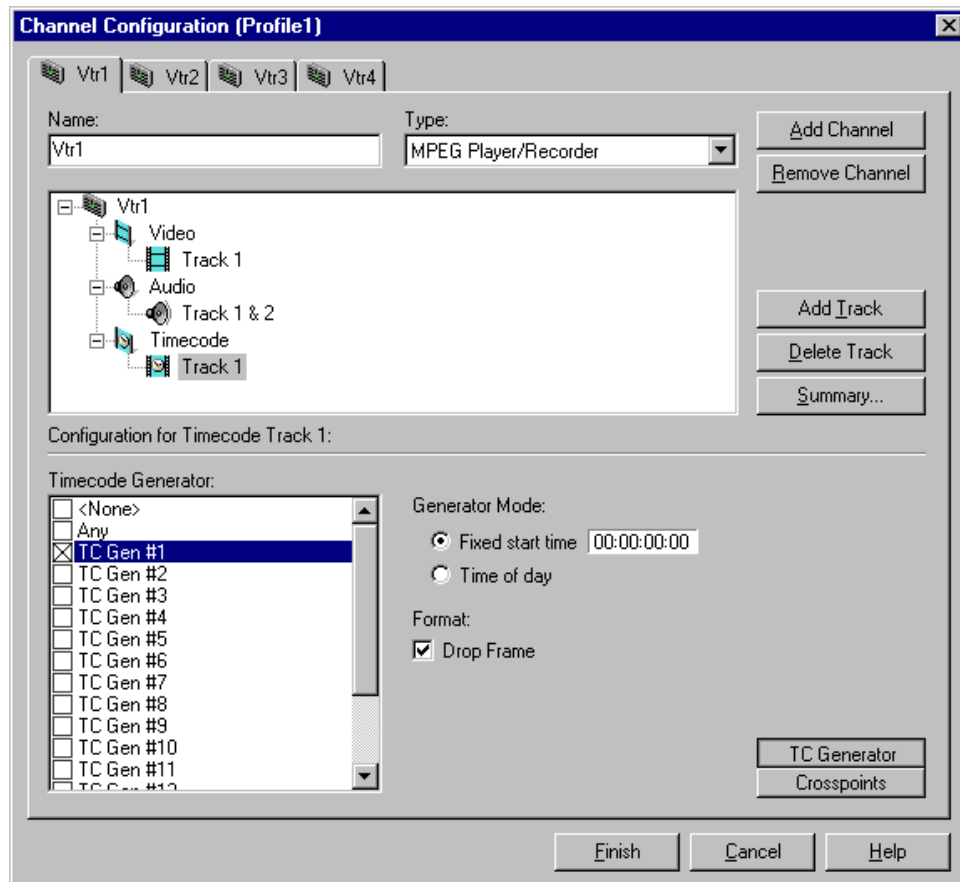 Channel Configuration (Profile1)
Vtr1 Vtr2 Vtr3 Vtr4
Name:
Type:
Vtr1
MPEG Player/Recorder
Add Channel
Remove Channel
Vtr1
Video
Track 1
Audio
Track 1 & 2
Timecode
Track 1
Add Track
Delete Track
Summary...
Configuration for Timecode Track 1:
Timecode Generator:
<None>
Any
TC Gen #1
TC Gen #2
TC Gen #3
TC Gen #4
TC Gen #5
TC Gen #6
TC Gen #7
TC Gen #8
TC Gen #9
TC Gen #10
TC Gen #11
TC Gen #12
Generator Mode:
Fixed start time 00:00:00:00
Time of day
Format:
Drop Frame
TC Generator
Crosspoints
Finish
Cancel
Help